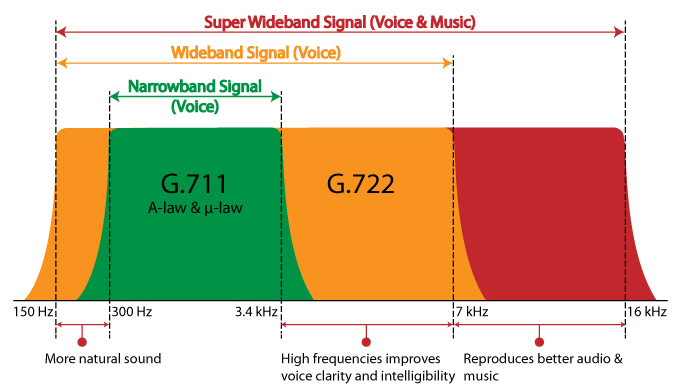 Super Wideband Signal (Voice & Music)
Wideband Signal (Voice)
Narrowband Signal
(Voice)
G.711
A-law & μ-law
G.722
150 Hz
300 Hz
3.4 kHz
7 kHz
16 kHz
More natural sound
High frequencies improves
voice clarity and intelligibility
Reproduces better audio &
music